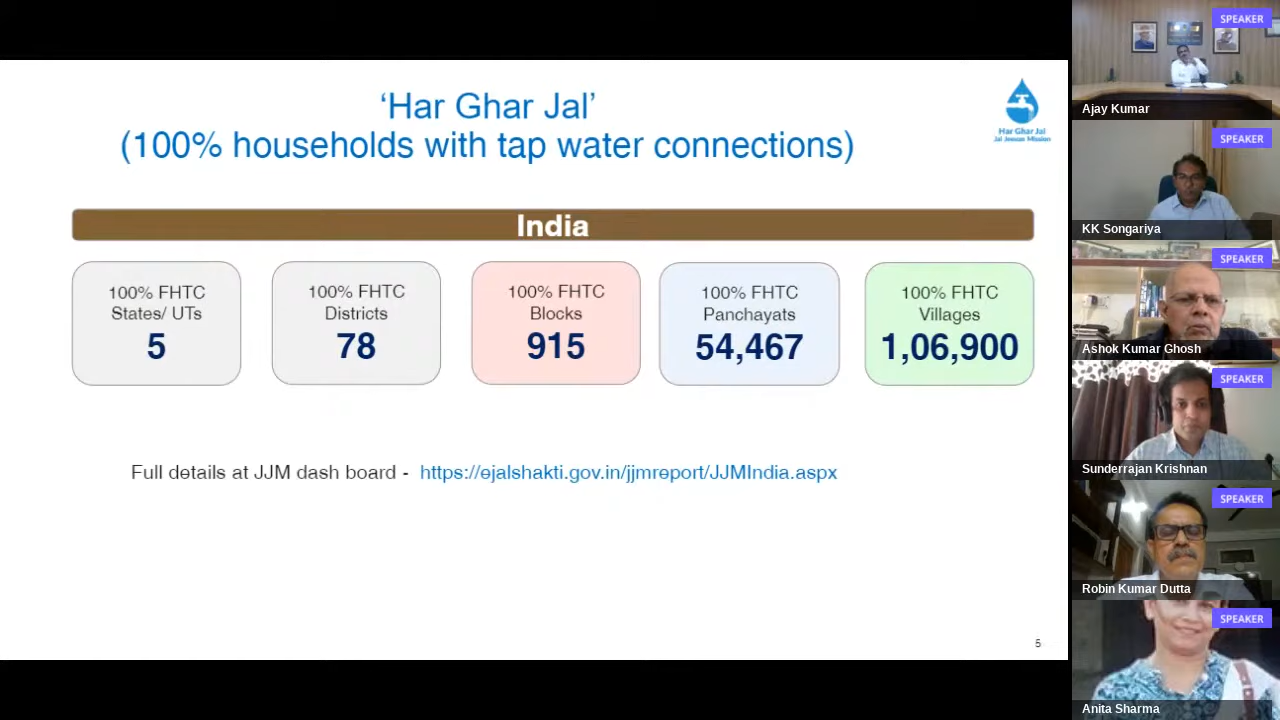 'Har Ghar Jal'
(100% households with tap water connections)
Har Ghar Jal
Jal Jeevan Mission
India
100% FHTC
States/ UTs
5
100% FHTC
Districts
78
100% FHTC
Blocks
915
100% FHTC
Panchayats
54,467
100% FHTC
Villages
1,06,900
Full details at JJM dash board - https://ejalshakti.gov.in/jjmreport/JJMIndia.aspx
5
SPEAKER
Ajay Kumar
SPEAKER
KK Songariya
SPEAKER
Ashok Kumar Ghosh
SPEAKER
Sunderrajan Krishnan
SPEAKER
Robin Kumar Dutta
SPEAKER
Anita Sharma